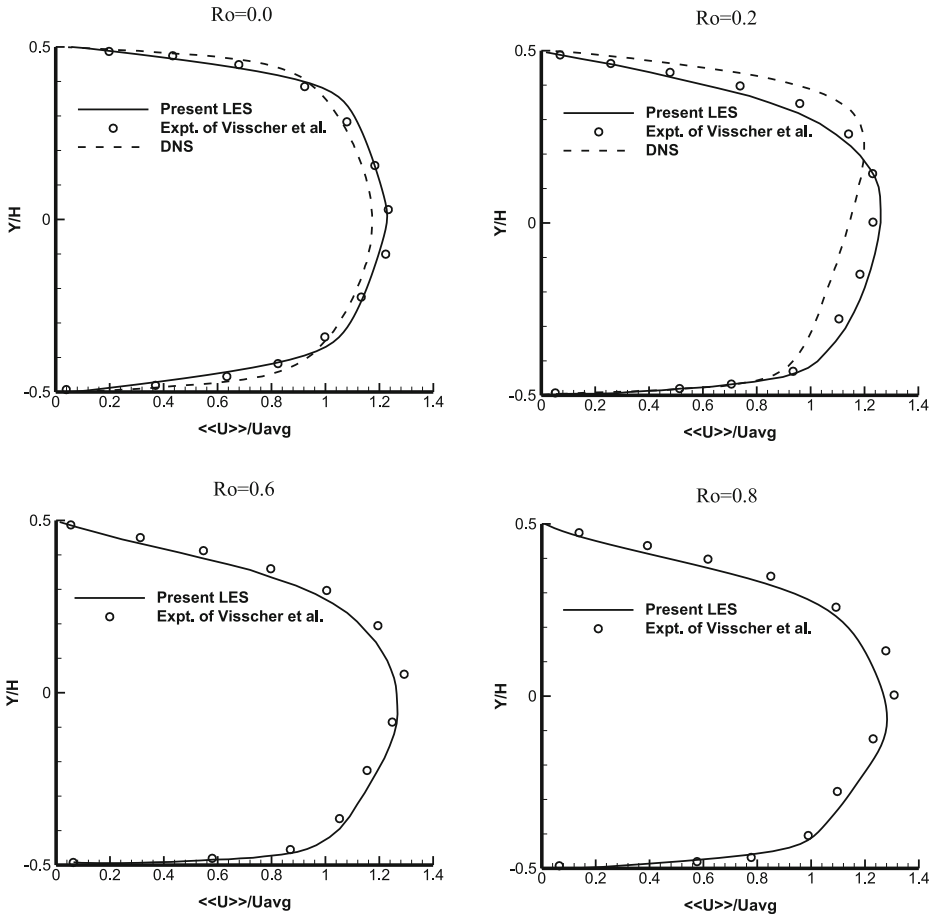 Ro=0.0
0.5
Present LES
Expt. of Visscher et al.
DNS
Y/H
0
-0.5
0 0.2 0.4 0.6 0.8 1 1.2 1.4
<<U>>/Uavg
Ro=0.2
0.5
Present LES
Expt. of Visscher et al.
DNS
Y/H
0
-0.5
0 0.2 0.4 0.6 0.8 1 1.2 1.4
<<U>>/Uavg
Ro=0.6
0.5
Present LES
Expt. of Visscher et al.
Y/H
0
-0.5
0 0.2 0.4 0.6 0.8 1 1.2 1.4
<<U>>/Uavg
Ro=0.8
0.5
Present LES
Expt. of Visscher et al.
Y/H
0
-0.5
0 0.2 0.4 0.6 0.8 1 1.2 1.4
<<U>>/Uavg